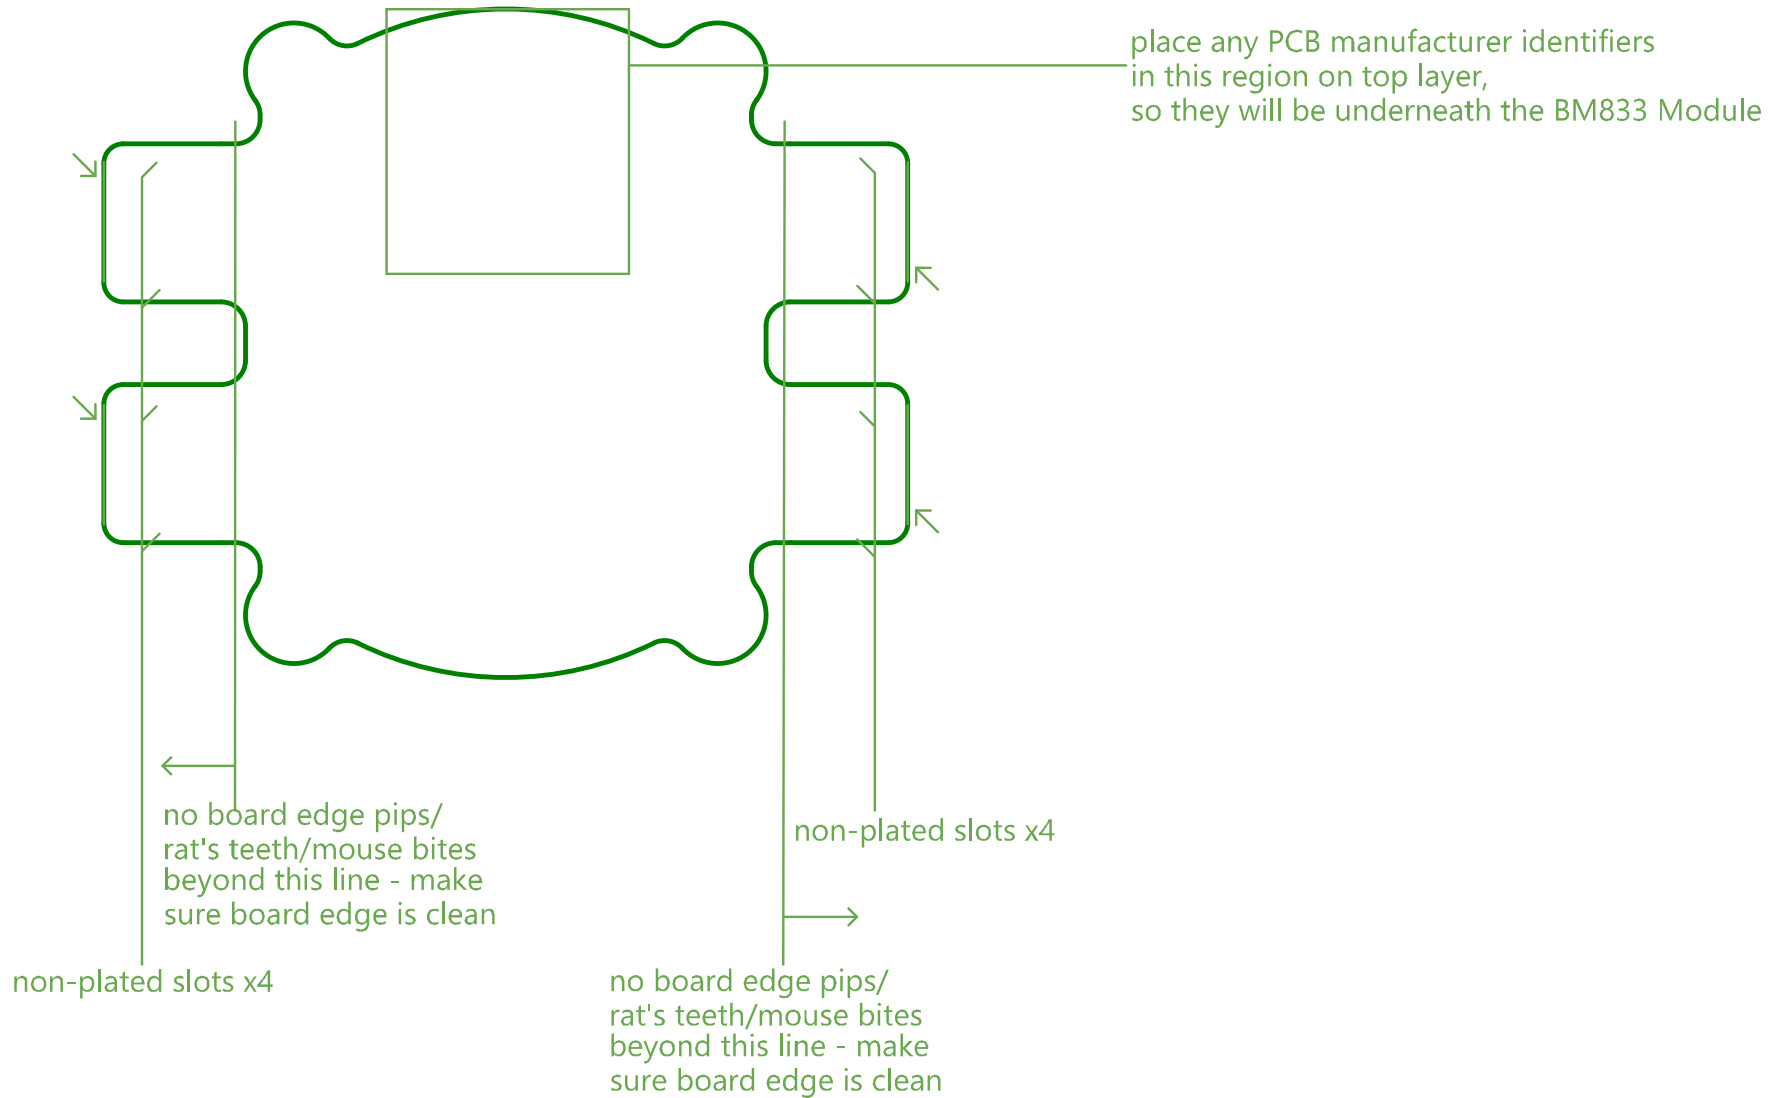 place any PCB manufacturer identifiers
in this region on top layer,
so they will be underneath the BM833 Module
no board edge pips/
rat's teeth/mouse bites
beyond this line - make
sure board edge is clean
non-plated slots x4
non-plated slots x4
no board edge pips/
rat's teeth/mouse bites
beyond this line - make
sure board edge is clean